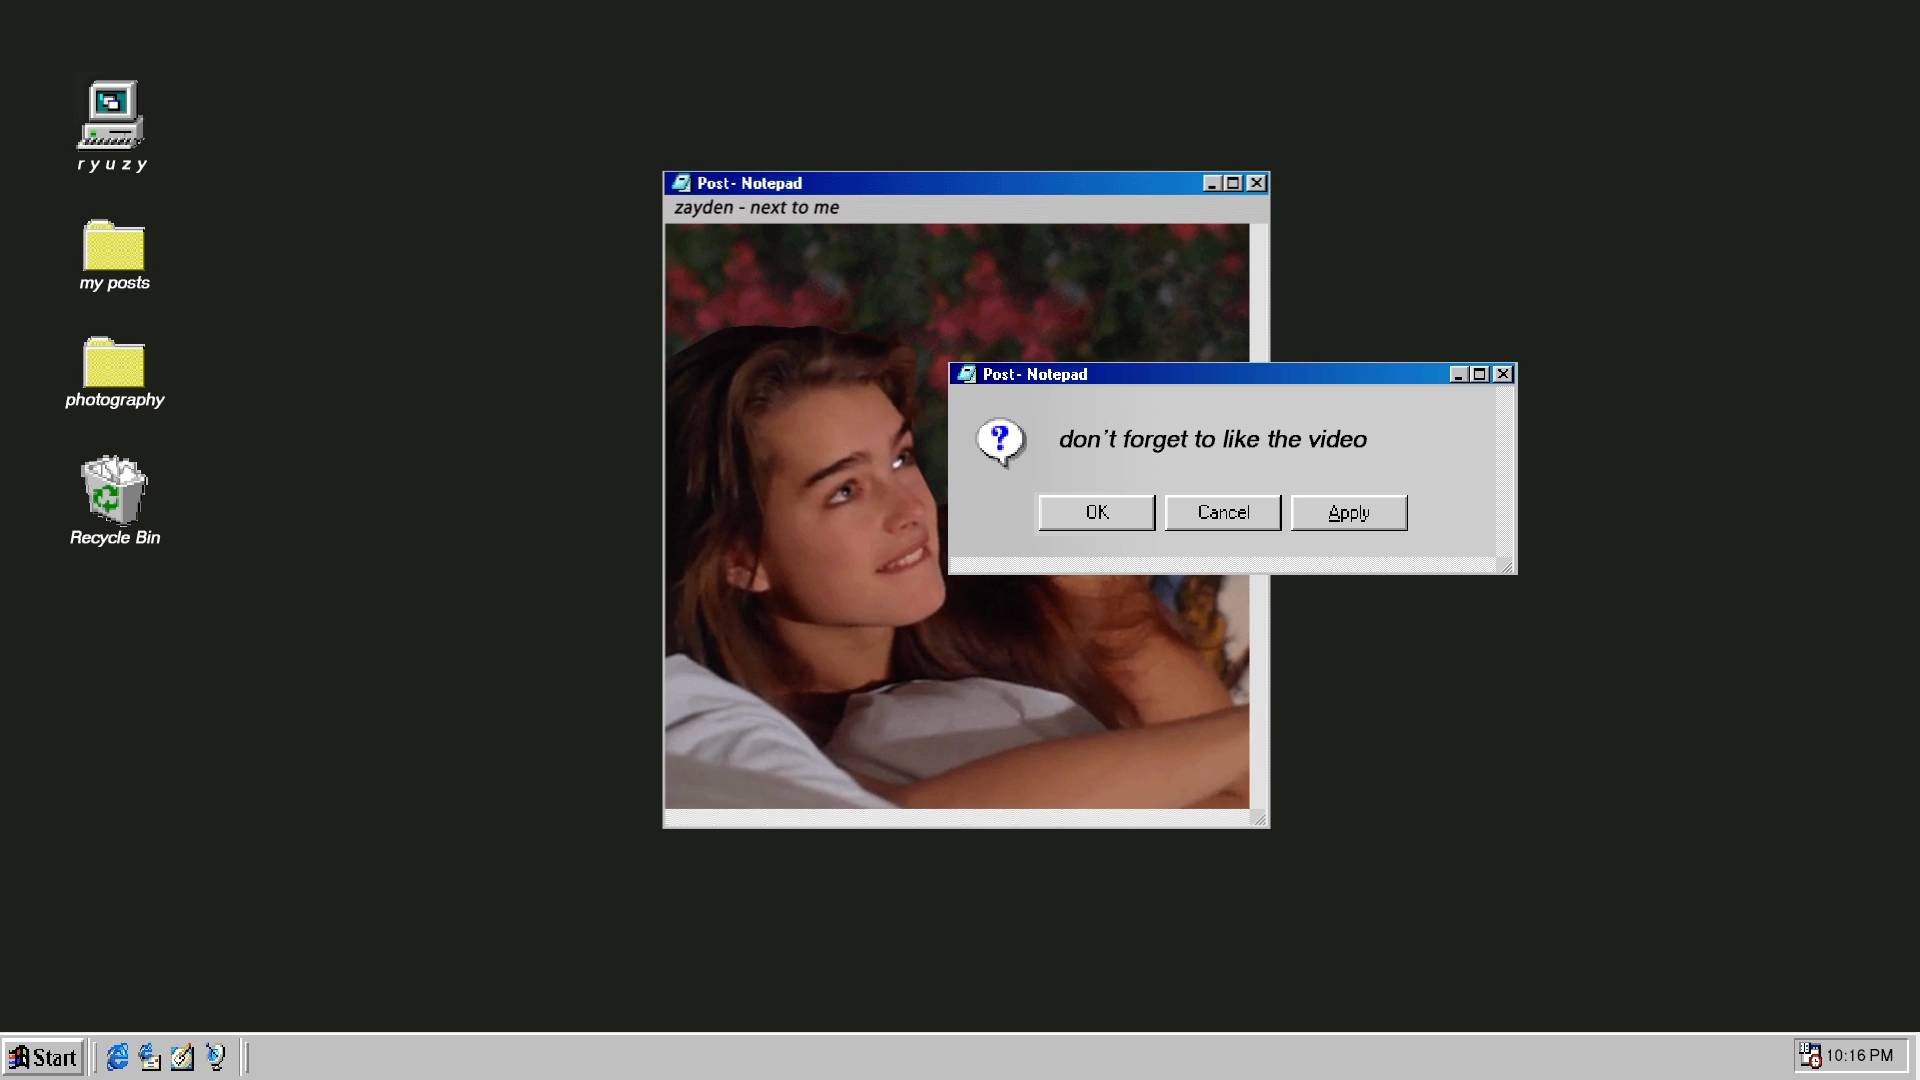 r y u z y
my posts
photography
Recycle Bin
Post - Notepad
zayden - next to me
Post - Notepad
?
don't forget to like the video
OK
Cancel
Apply
Start
10:16 PM